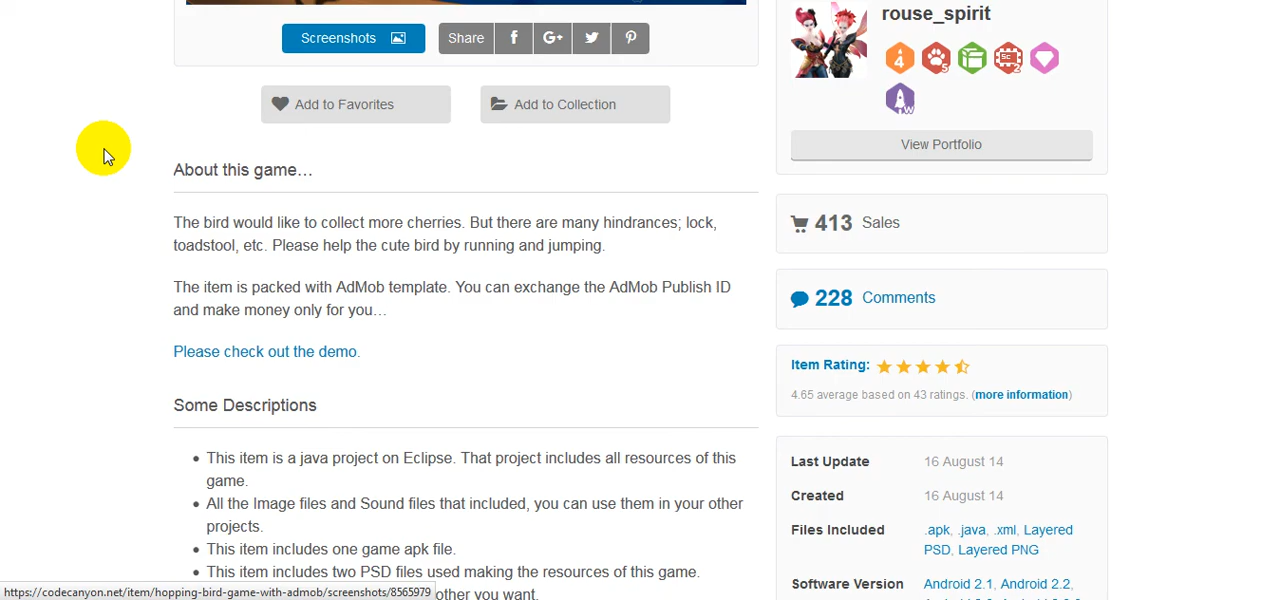 Screenshots
Share
Add to Favorites
Add to Collection
About this game...
The bird would like to collect more cherries. But there are many hindrances; lock,
toadstool, etc. Please help the cute bird by running and jumping.
The item is packed with AdMob template. You can exchange the AdMob Publish ID
and make money only for you...
Please check out the demo.
Some Descriptions
This item is a java project on Eclipse. That project includes all resources of this
game.
All the Image files and Sound files that included, you can use them in your other
projects.
This item includes one game apk file.
This item includes two PSD files used making the resources of this game.
other you want.
https://codecanyon.net/item/hopping-bird-game-with-admob/screenshots/8565979
rouse_spirit
View Portfolio
413 Sales
228 Comments
Item Rating:
4.65 average based on 43 ratings. (more information)
Last Update 16 August 14
Created 16 August 14
Files Included .apk, .java, .xml, Layered
PSD, Layered PNG
Software Version Android 2.1, Android 2.2,